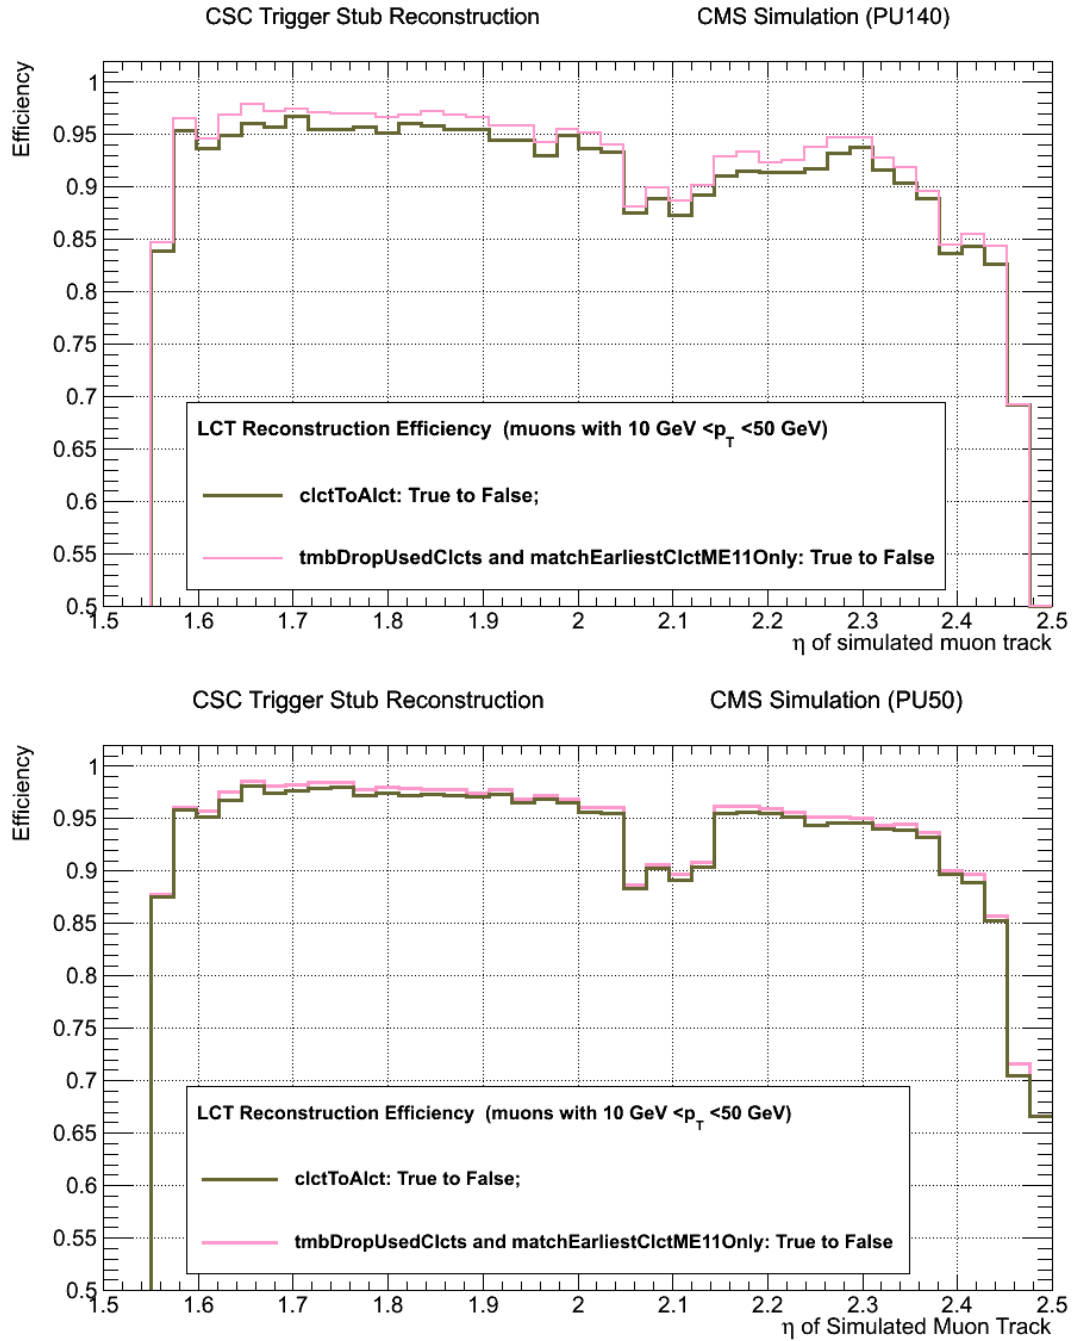 CSC Trigger Stub Reconstruction CMS Simulation (PU140)
Efficiency
1
0.95
0.9
0.85
0.8
0.75
0.7
0.65
0.6
0.55
0.5
LCT Reconstruction Efficiency (muons with 10 GeV <p_T <50 GeV)
clctToAlct: True to False;
tmbDropUsedClcts and matchEarliestClctME11Only: True to False
1.5 1.6 1.7 1.8 1.9 2 2.1 2.2 2.3 2.4 2.5
η of simulated muon track
CSC Trigger Stub Reconstruction CMS Simulation (PU50)
Efficiency
1
0.95
0.9
0.85
0.8
0.75
0.7
0.65
0.6
0.55
0.5
LCT Reconstruction Efficiency (muons with 10 GeV <p_T <50 GeV)
clctToAlct: True to False;
tmbDropUsedClcts and matchEarliestClctME11Only: True to False
1.5 1.6 1.7 1.8 1.9 2 2.1 2.2 2.3 2.4 2.5
η of Simulated Muon Track